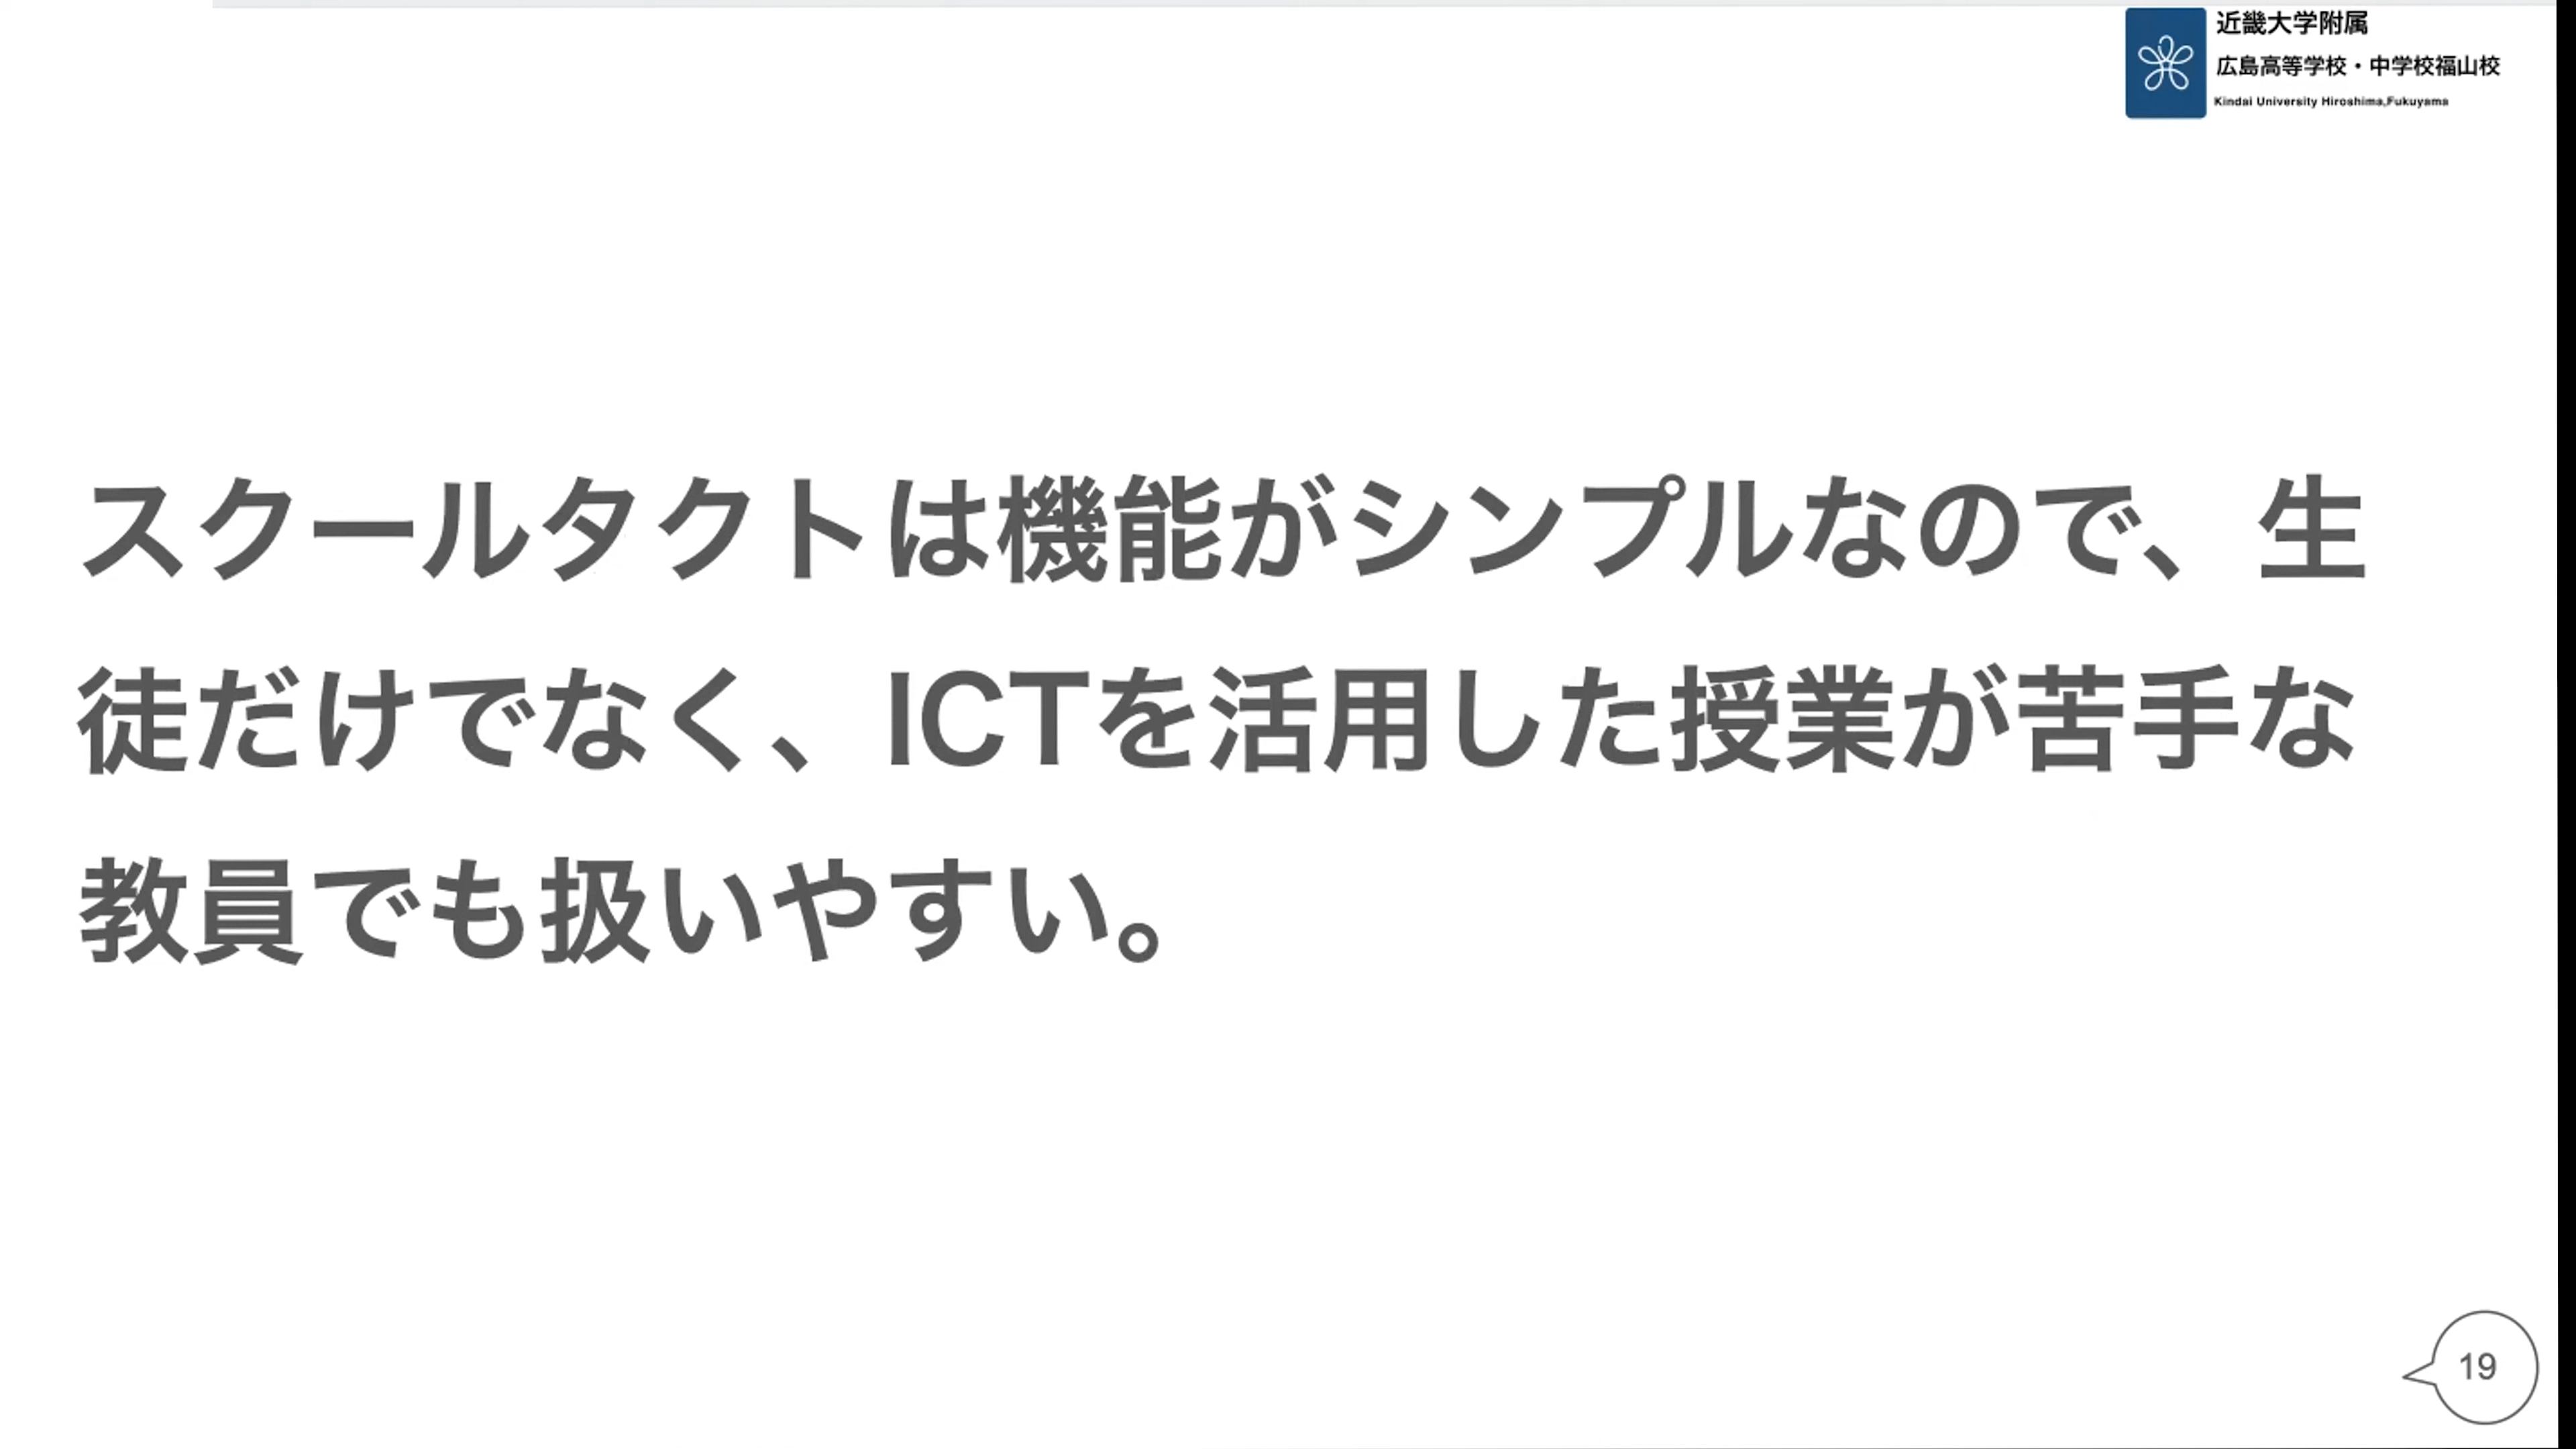 近畿大学附属
広島高等学校・中学校福山校
Kindai University Hiroshima,Fukuyama
スクールタクトは機能がシンプルなので、生
徒だけでなく、ICTを活用した授業が苦手な
教員でも扱いやすい。
19